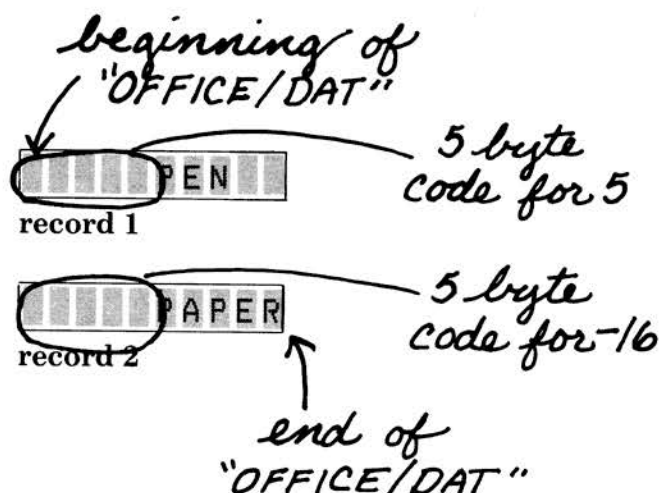 beginning of
"OFFICE/DAT"
PEN
5 byte
code for 5
record 1
PAPER
5 byte
code for -16
record 2
end of
"OFFICE/DAT"